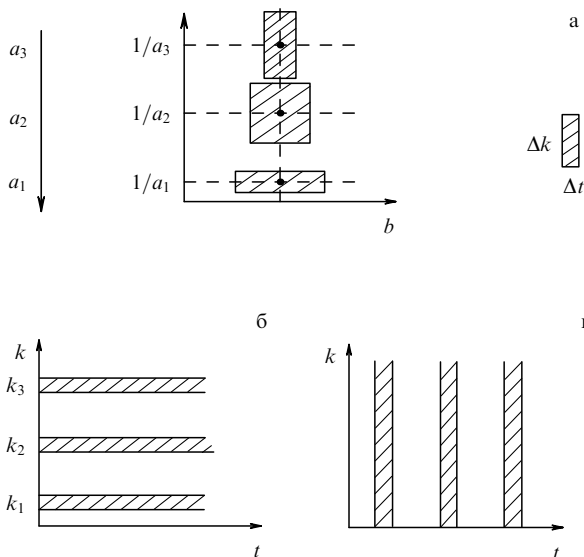 a₃ 1/a₃ а
a₂ 1/a₂
Δk
a₁ 1/a₁
Δt
b
б
k k
k₃
k₂
k₁
t t